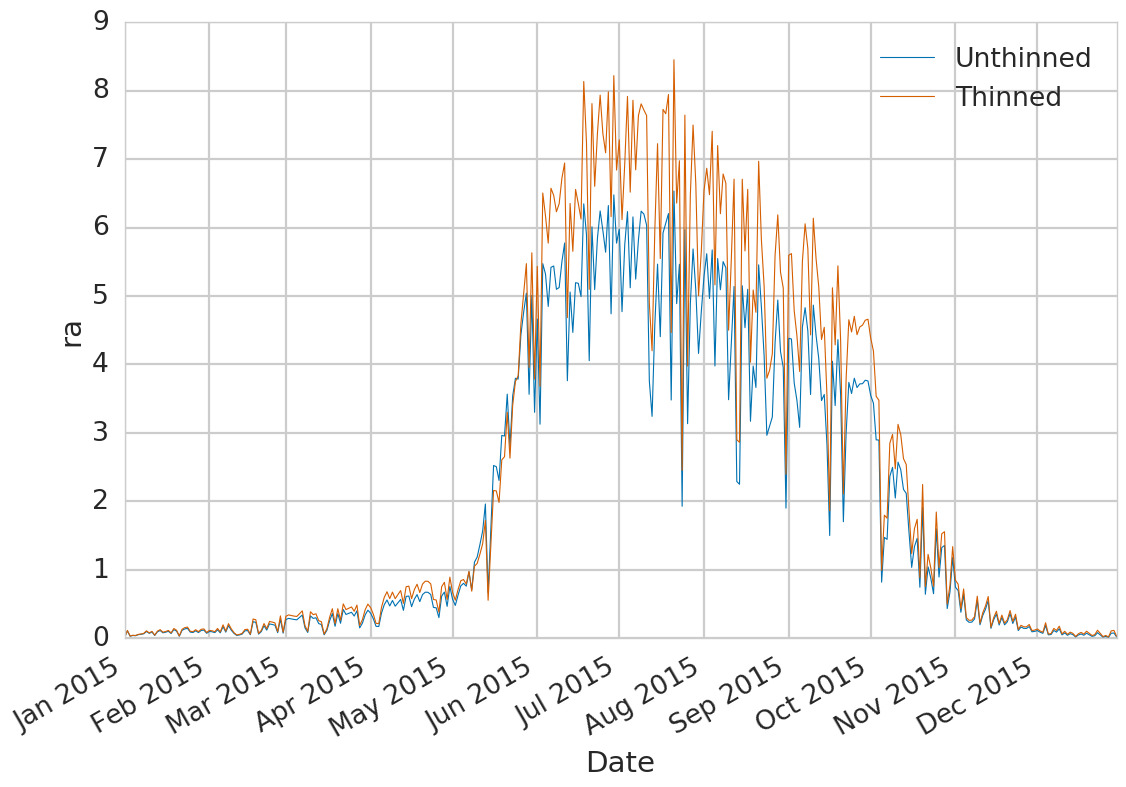 9
8
7
6
5
4
3
2
1
0
ra
Unthinned
Thinned
Jan 2015
Feb 2015
Mar 2015
Apr 2015
May 2015
Jun 2015
Jul 2015
Aug 2015
Sep 2015
Oct 2015
Nov 2015
Dec 2015
Date